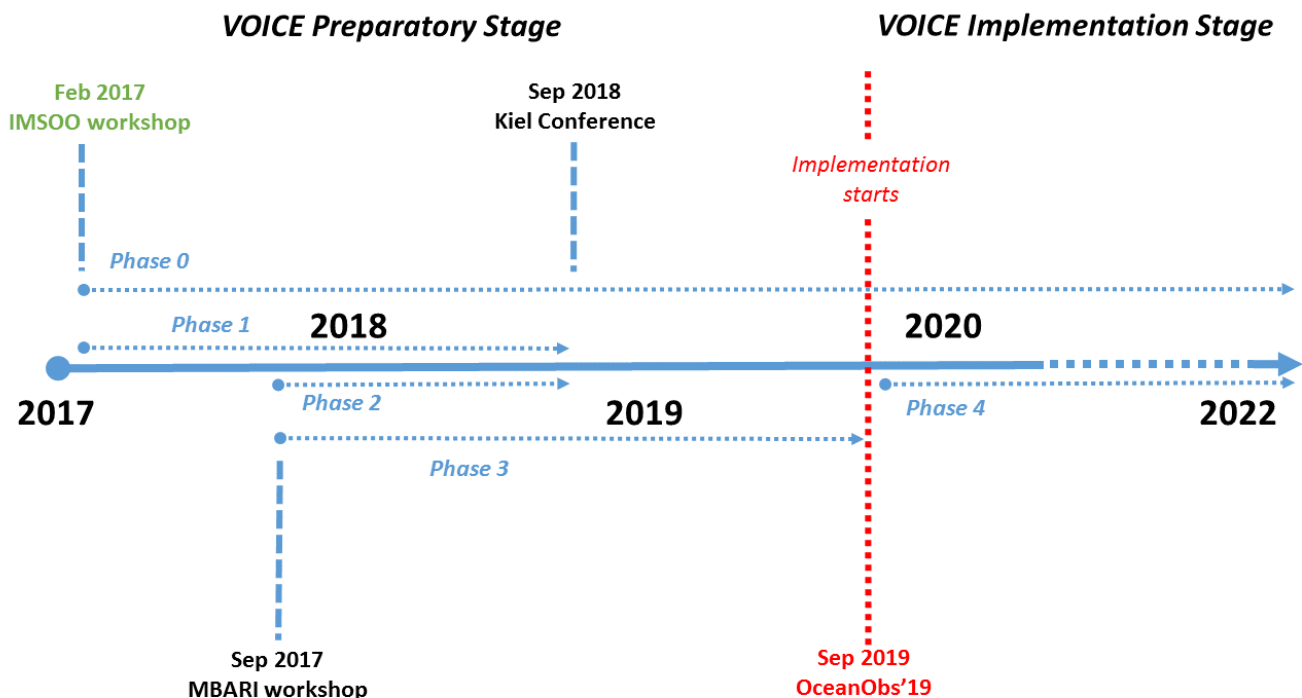 VOICE Preparatory Stage
VOICE Implementation Stage
Feb 2017
IMSOO workshop
Sep 2018
Kiel Conference
Implementation
starts
Phase 0
Phase 1
2018
2020
2017
Phase 2
2019
Phase 4
2022
Phase 3
Sep 2017
MBARI workshop
Sep 2019
OceanObs’19